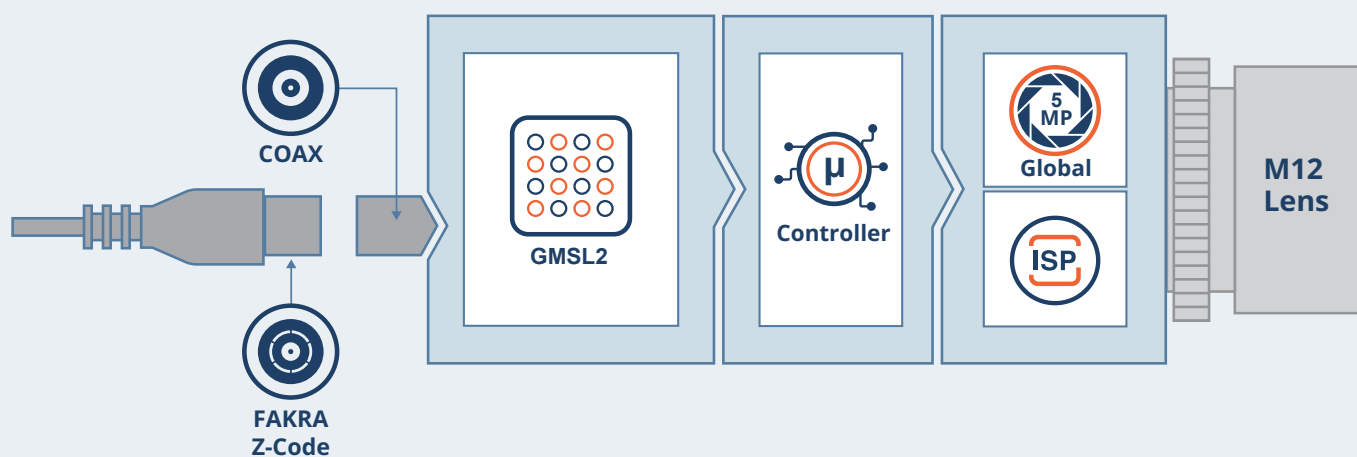 COAX
FAKRA
Z-Code
GMSL2
μ
Controller
5
MP
Global
ISP
M12
Lens